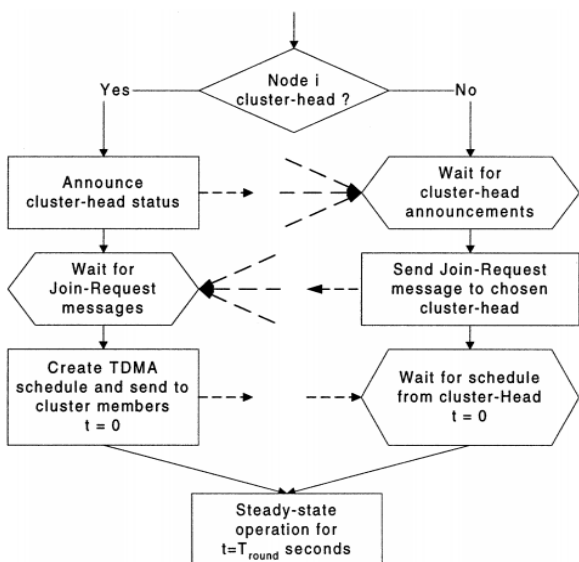 Node i
cluster-head ?
Yes
No
Announce
cluster-head status
Wait for
cluster-head
announcements
Wait for
Join-Request
messages
Send Join-Request
message to chosen
cluster-head
Create TDMA
schedule and send to
cluster members
t = 0
Wait for schedule
from cluster-Head
t = 0
Steady-state
operation for
t=Tround seconds